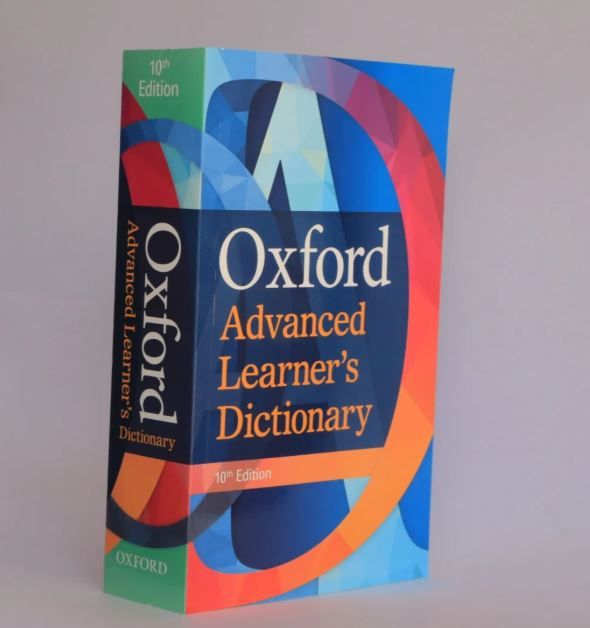 10th
Edition
Oxford
Advanced Learner's
Dictionary
OXFORD
Oxford
Advanced
Learner's
Dictionary
10th Edition